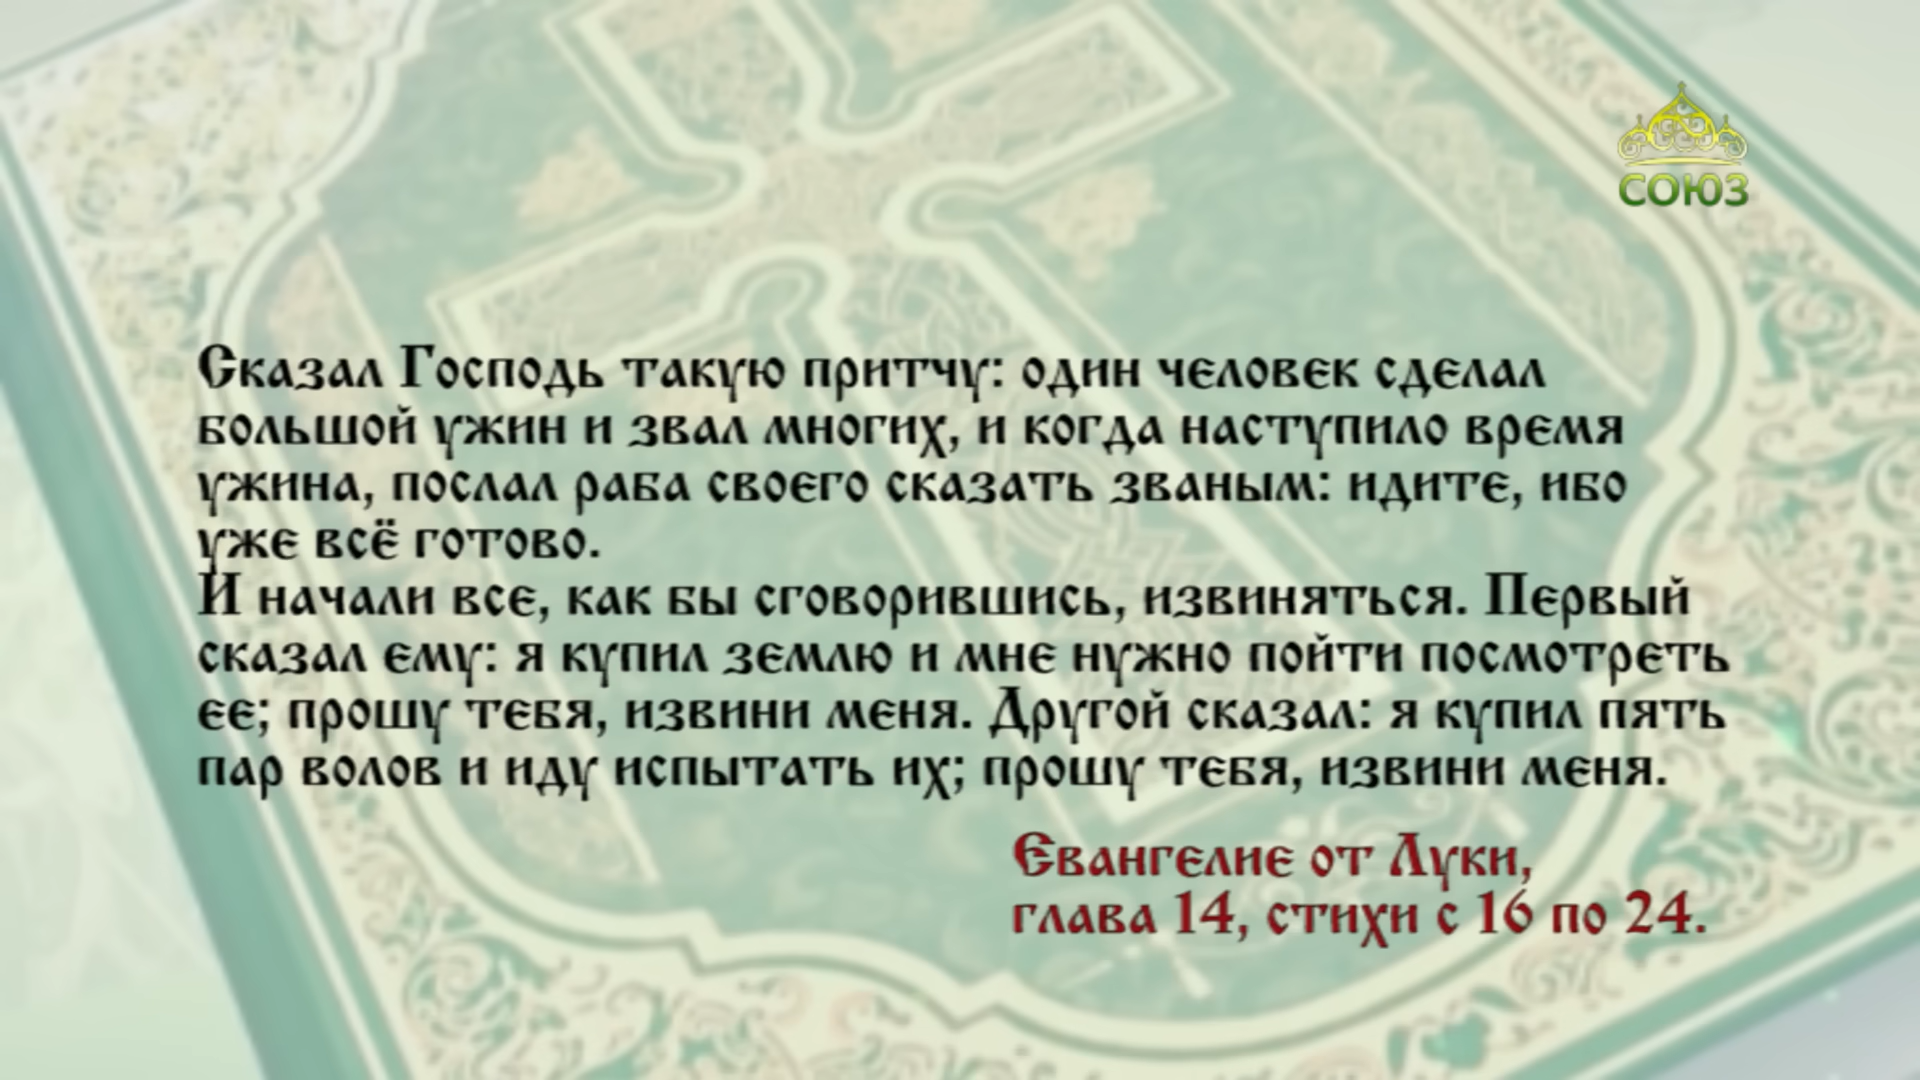 СОЮЗ
Сказал Господь такую притчу: один человек сделал
большой ужин и звал многих, и когда наступило время
ужина, послал раба своего сказать званым: идите, ибо
уже всё готово.
И начали все, как бы сговорившись, извиняться. Первый
сказал ему: я купил землю и мне нужно пойти посмотреть
ее; прошу тебя, извини меня. Другой сказал: я купил пять
пар волов и иду испытать их; прошу тебя, извини меня.
Евангелие от Луки,
глава 14, стихи с 16 по 24.